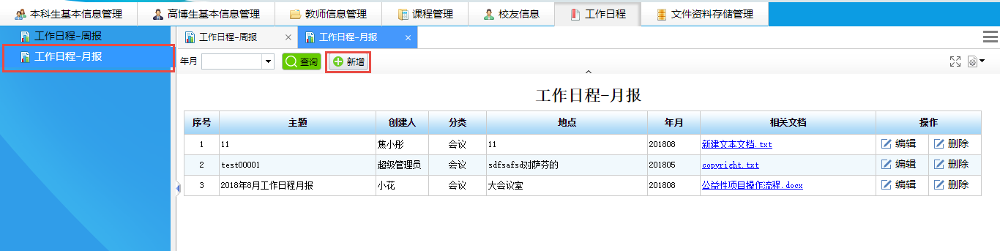 本科生基本信息管理 高博生基本信息管理 教师信息管理 课程管理 校友信息 工作日程 文件资料存储管理
工作日程-周报
工作日程-月报
工作日程-周报 × 工作日程-月报 ×
年月 查询 新增
工作日程-月报
序号 主题 创建人 分类 地点 年月 相关文档 操作
1 11 焦小彤 会议 11 201808 新建文本文档.txt 编辑 删除
2 test00001 超级管理员 会议 sdfsafsd对萨芬的 201805 copyright.txt 编辑 删除
3 2018年8月工作日程月报 小花 会议 大会议室 201808 公益性项目操作流程.docx 编辑 删除